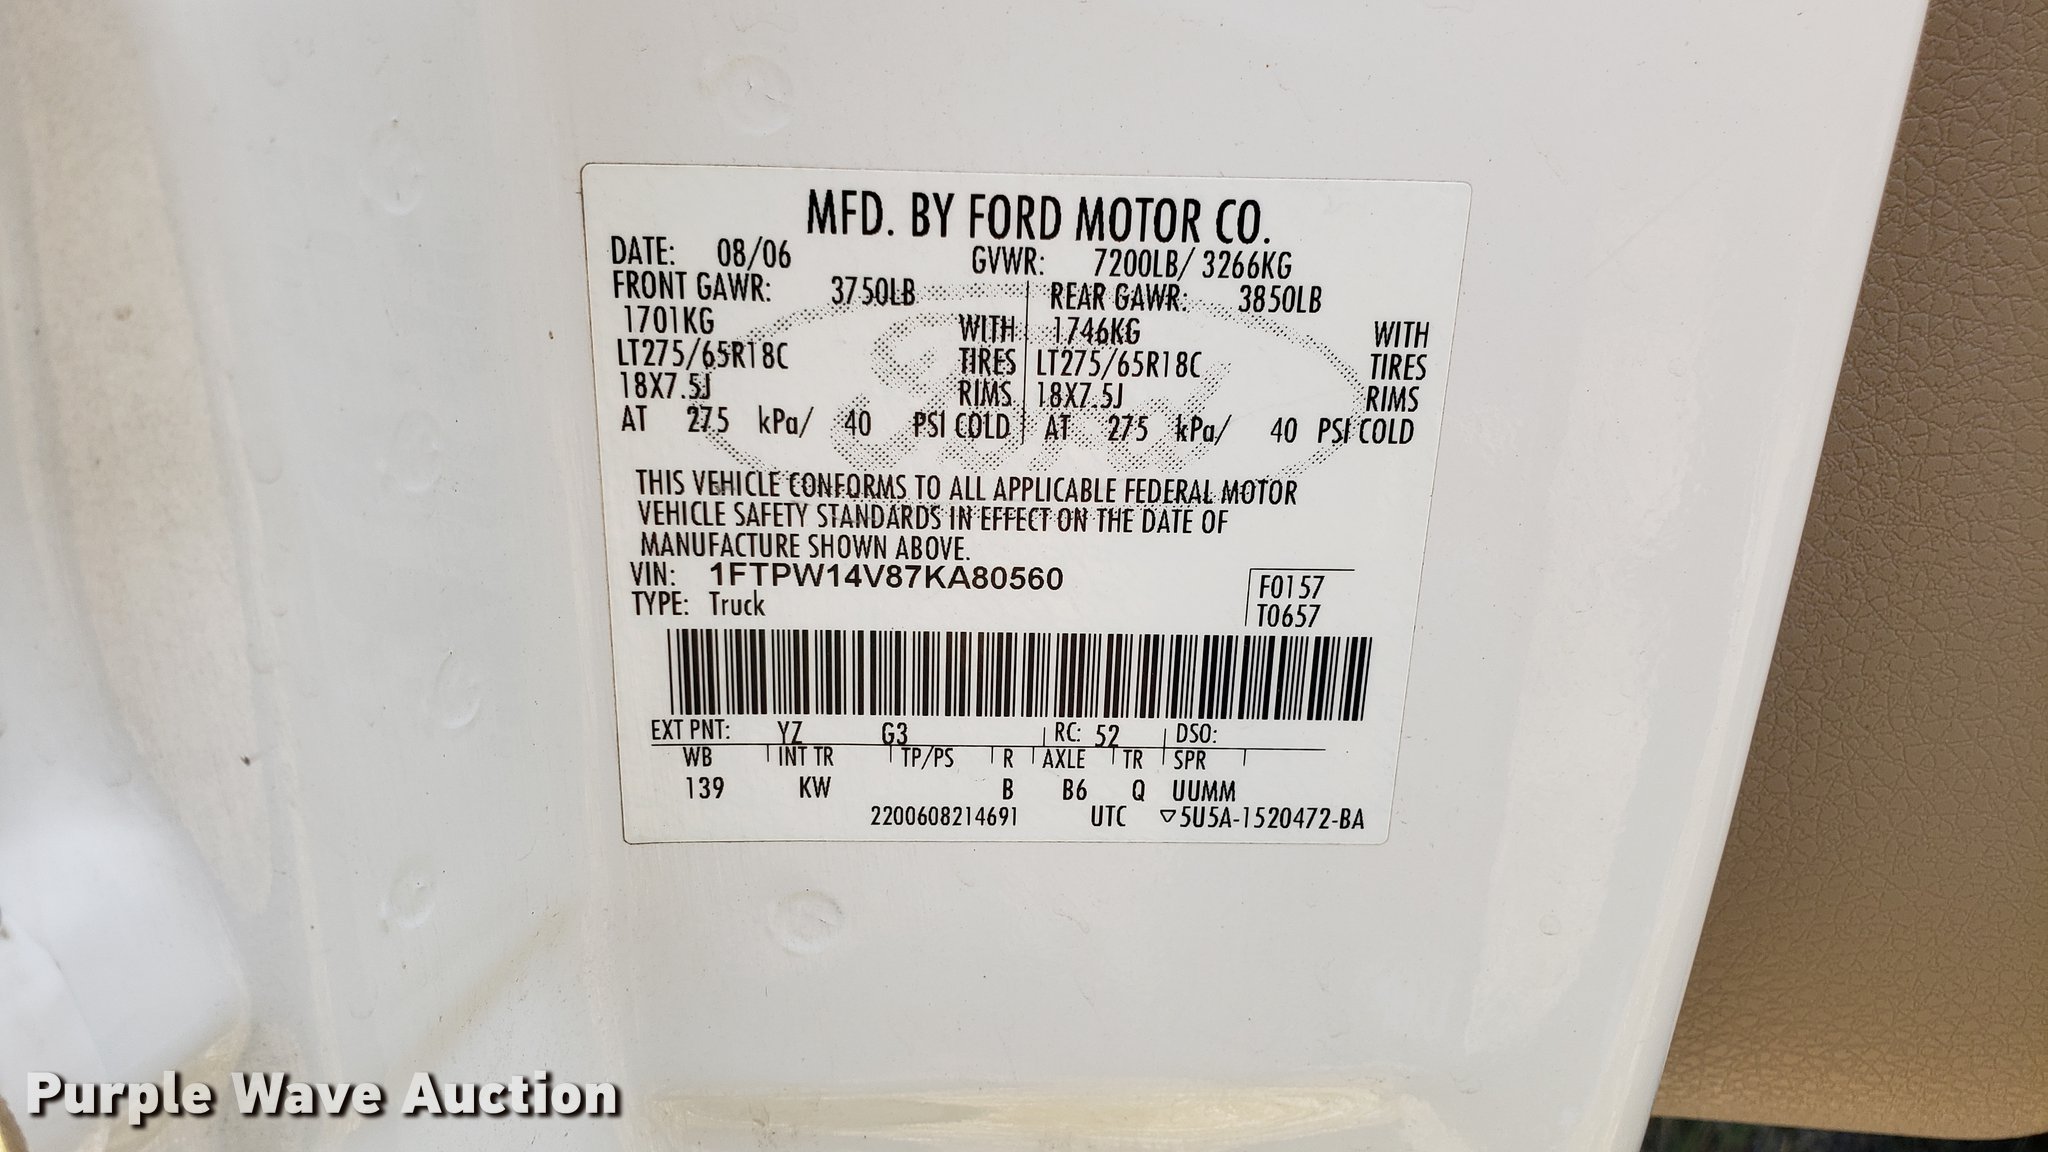 MFD. BY FORD MOTOR CO.
DATE: 08/06 GVWR: 7200LB/ 3266KG
FRONT GAWR: 3750LB REAR GAWR: 3850LB
1701KG WITH 1746KG WITH
LT275/65R18C TIRES LT275/65R18C TIRES
18X7.5J RIMS 18X7.5J RIMS
AT 275 kPa/ 40 PSI COLD AT 275 kPa/ 40 PSI COLD
Ford
THIS VEHICLE CONFORMS TO ALL APPLICABLE FEDERAL MOTOR
VEHICLE SAFETY STANDARDS IN EFFECT ON THE DATE OF
MANUFACTURE SHOWN ABOVE.
VIN: 1FTPW14V87KA80560 F0157
TYPE: Truck T0657
EXT PNT: YZ G3 RC: 52 DSO:
WB INT TR TP/PS R AXLE TR SPR
139 KW B B6 Q UUMM
2200608214691 UTC ▽5U5A-1520472-BA
Purple Wave Auction